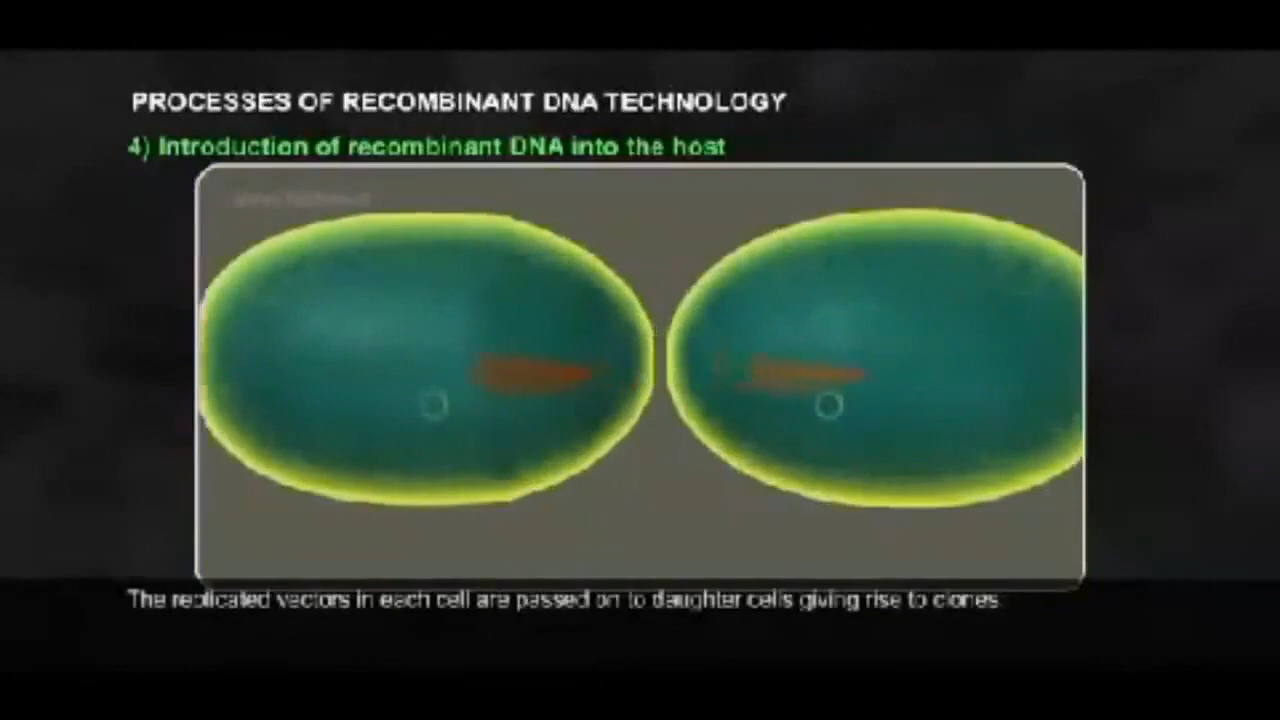 PROCESSES OF RECOMBINANT DNA TECHNOLOGY
4) Introduction of recombinant DNA into the host
The replicated vectors in each cell are passed on to daughter cells giving rise to clones.